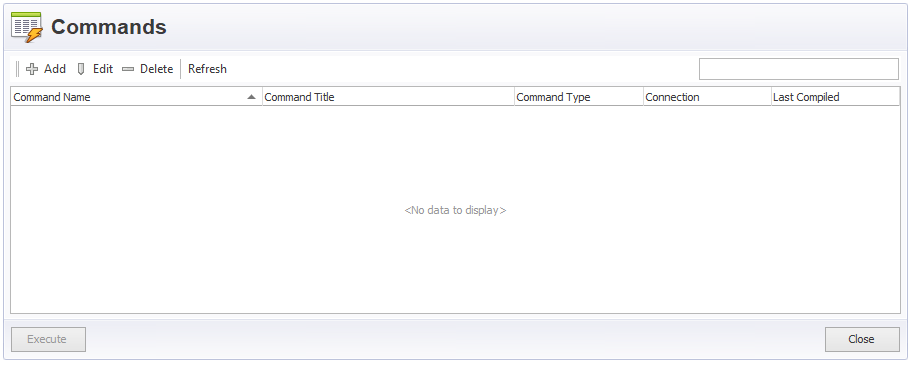 Commands
Add Edit Delete Refresh
Command Name Command Title Command Type Connection Last Compiled
<No data to display>
Execute Close